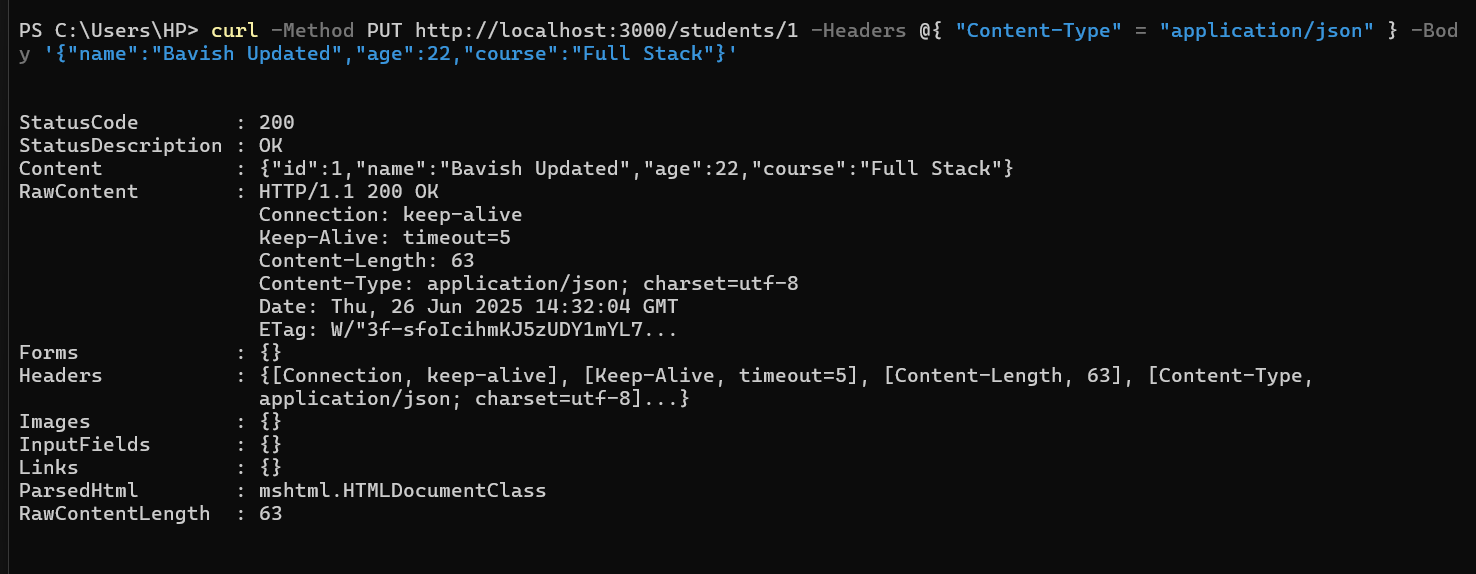 PS C:\Users\HP> curl -Method PUT http://localhost:3000/students/1 -Headers @{ "Content-Type" = "application/json" } -Bod
y '{"name":"Bavish Updated","age":22,"course":"Full Stack"}'
StatusCode        : 200
StatusDescription : OK
Content           : {"id":1,"name":"Bavish Updated","age":22,"course":"Full Stack"}
RawContent        : HTTP/1.1 200 OK
                    Connection: keep-alive
                    Keep-Alive: timeout=5
                    Content-Length: 63
                    Content-Type: application/json; charset=utf-8
                    Date: Thu, 26 Jun 2025 14:32:04 GMT
                    ETag: W/"3f-sfoIcihmKJ5zUDY1mYL7...
Forms             : {}
Headers           : {[Connection, keep-alive], [Keep-Alive, timeout=5], [Content-Length, 63], [Content-Type,
                    application/json; charset=utf-8]...}
Images            : {}
InputFields       : {}
Links             : {}
ParsedHtml        : mshtml.HTMLDocumentClass
RawContentLength  : 63